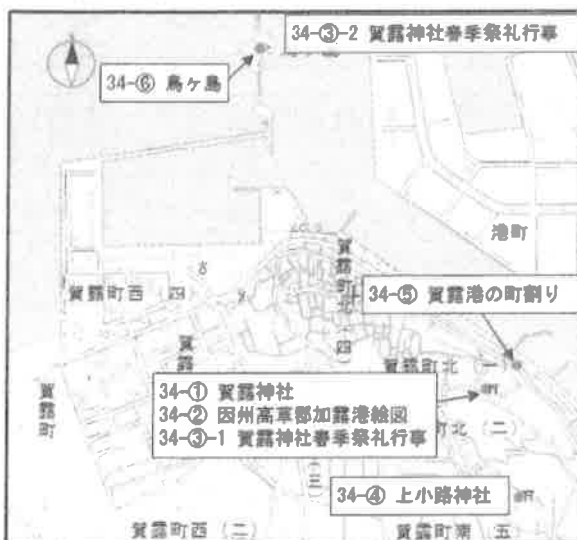 34-③-2 賀露神社春季祭礼行事
34-⑥ 鳥ケ島
港町
賀露町北(四)
賀露町西(四)
34-⑤ 賀露港の町割り
賀露町北(一)
賀露町
賀露
34-① 賀露神社
34-② 因州高草郡加露港絵図
34-③-1 賀露神社春季祭礼行事
町北(二)
(三)
34-④ 上小路神社
賀露町西(二)
賀露町南(五)